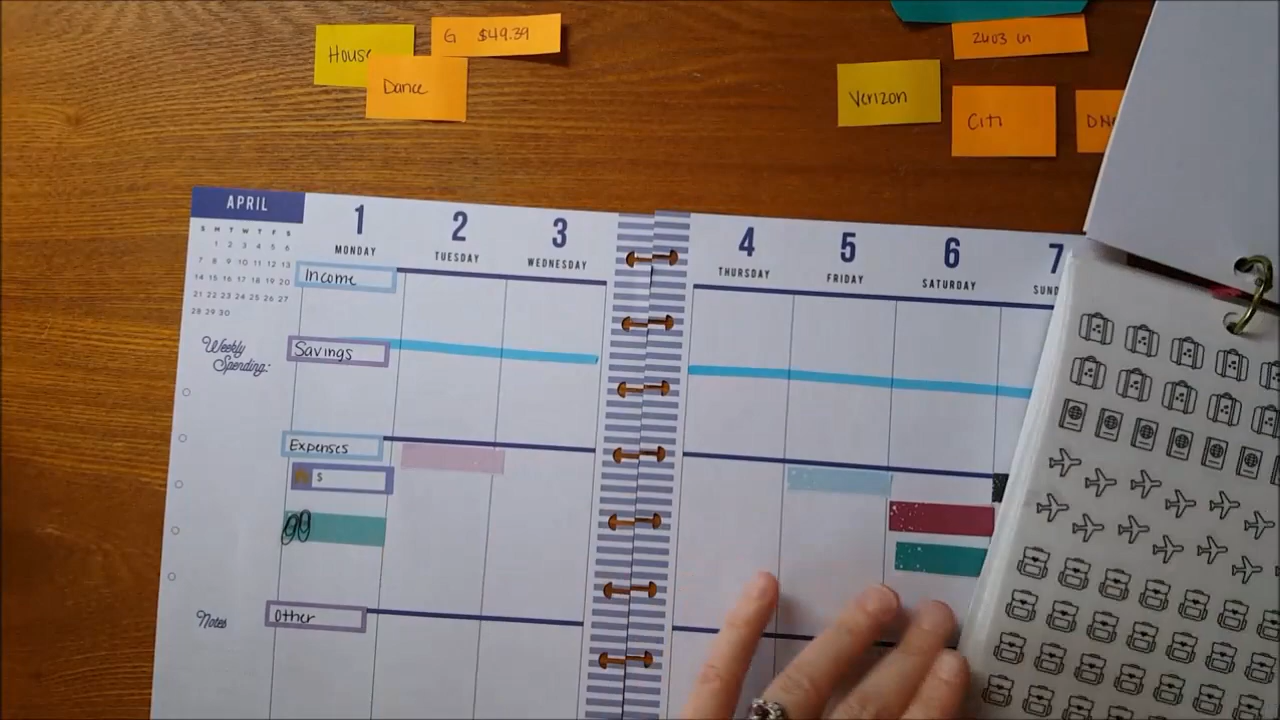 House
G $49.39
Dance
2403 in
Verizon
Citi
APRIL
S M T W T F S
1 2 3 4 5 6
7 8 9 10 11 12 13
14 15 16 17 18 19 20
21 22 23 24 25 26 27
28 29 30
1
MONDAY
2
TUESDAY
3
WEDNESDAY
4
THURSDAY
5
FRIDAY
6
SATURDAY
7
Income
Weekly
Spending:
Savings
Expenses
$
Notes
Other